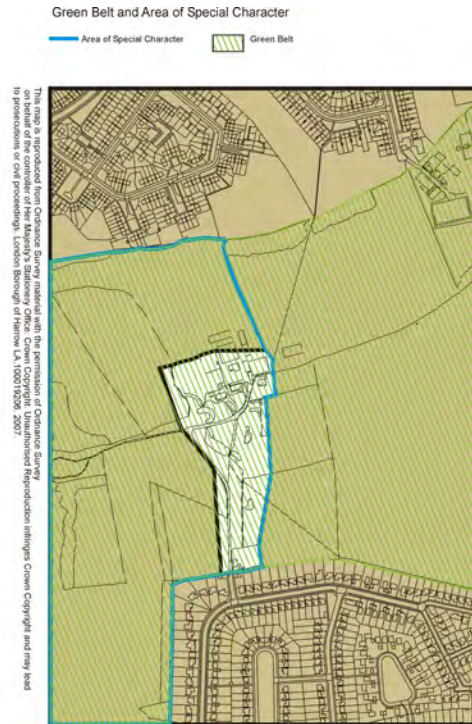 Green Belt and Area of Special Character
Area of Special Character
Green Belt
This map is reproduced from Ordnance Survey material with the permission of Ordnance Survey
on behalf of the controller of Her Majesty's Stationery Office. Crown Copyright. Unauthorised Reproduction infringes Crown Copyright and may lead
to prosecutions or civil proceedings. London Borough of Harrow LA.100019206. 2007.